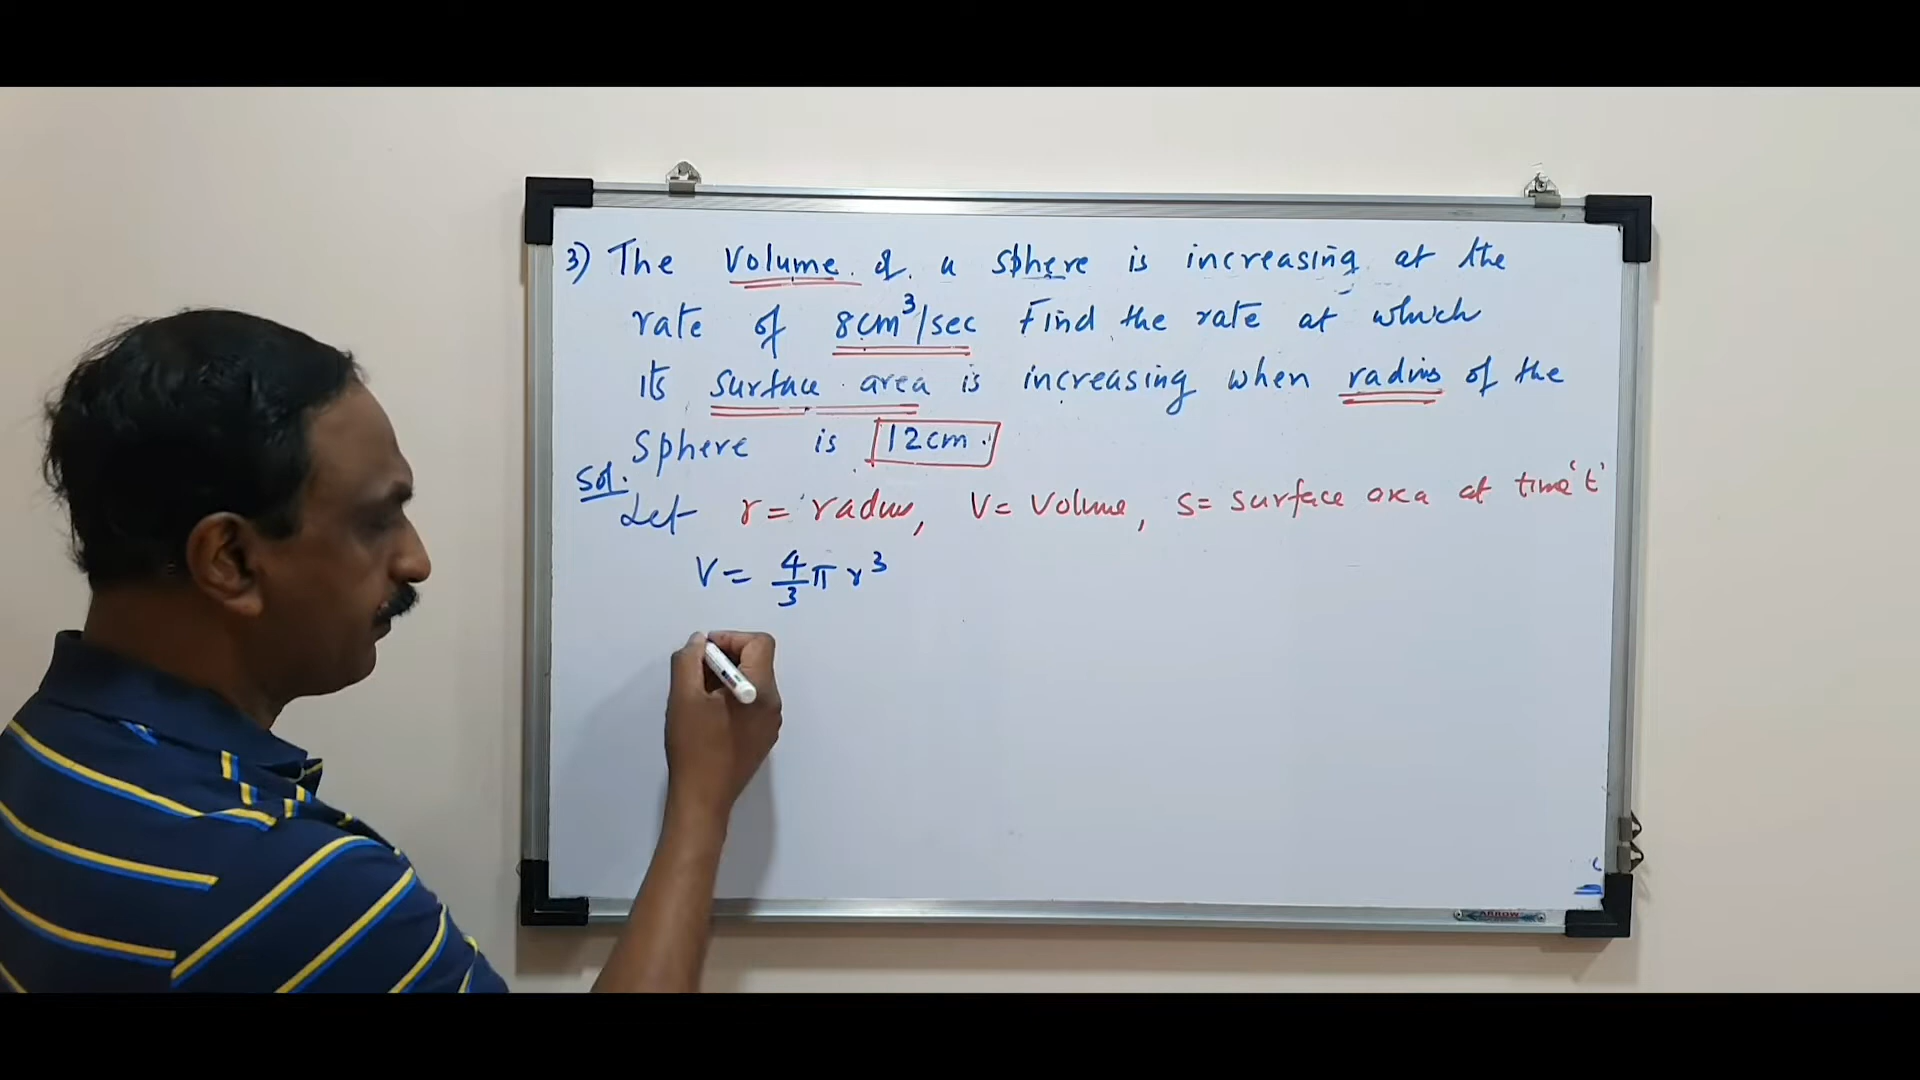 3) The Volume of a sphere is increasing at the
rate of 8cm³/sec Find the rate at which
its surface area is increasing when radius of the
sphere is 12cm.
Sol.
Let r = radius, V = Volume, S = surface area at time 't'
V = 4/3 π r³
ARROW